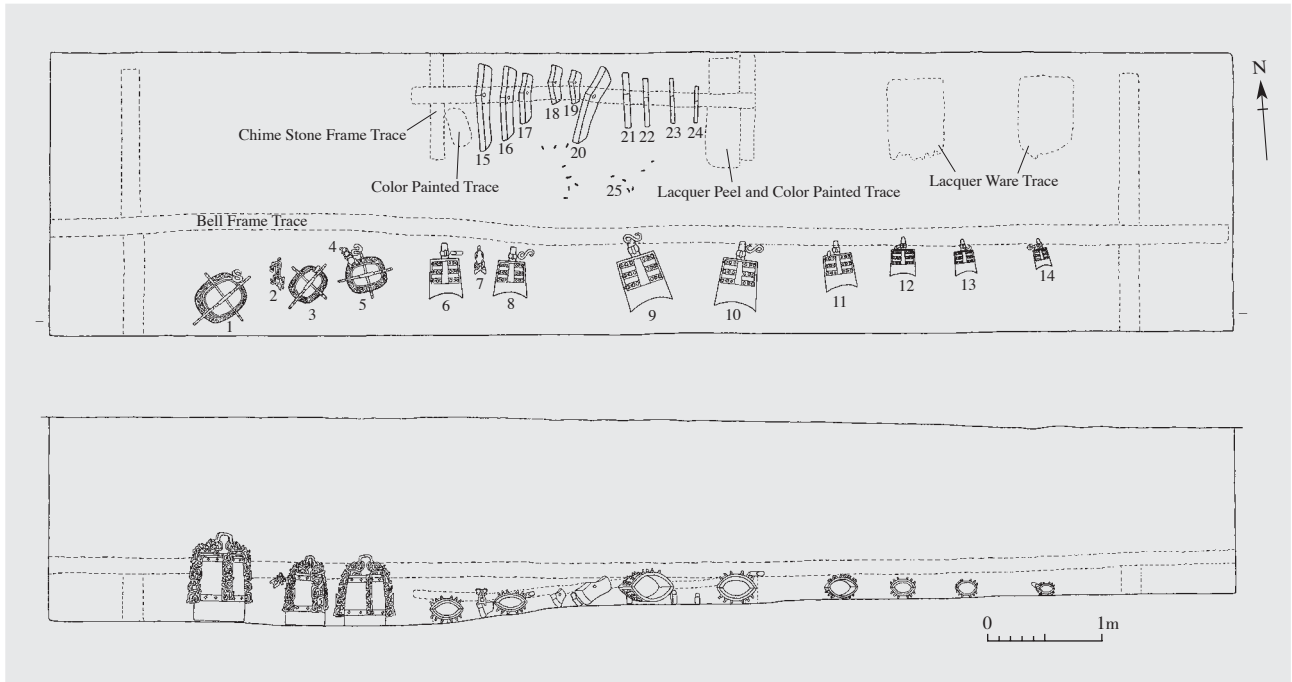 N
18 19
17
21 22 23 24
16
20
15
Chime Stone Frame Trace
Color Painted Trace
25
Lacquer Peel and Color Painted Trace
Lacquer Ware Trace
Bell Frame Trace
4
2
7
1
3
5
6
8
9
10
11
12
13
14
0 1m